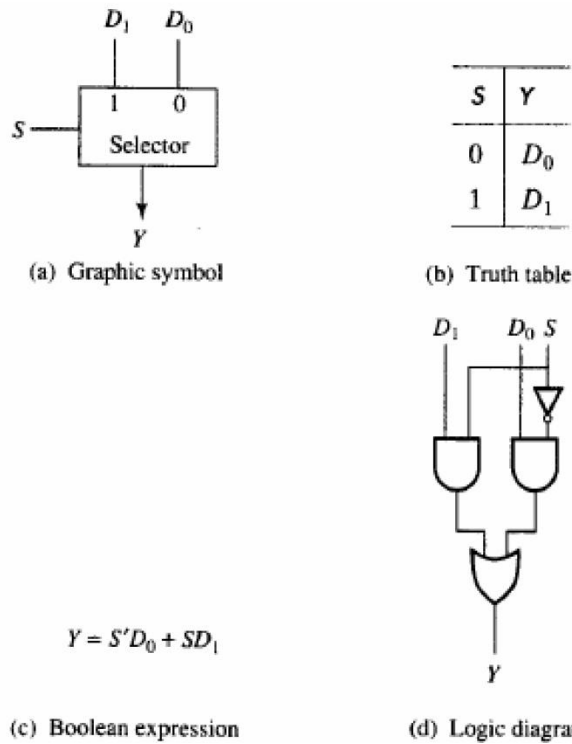 D₁ D₀
1 0
S
Selector
Y
(a) Graphic symbol
S Y
0 D₀
1 D₁
(b) Truth table
Y = S′D₀ + SD₁
(c) Boolean expression
D₁ D₀ S
Y
(d) Logic diagra